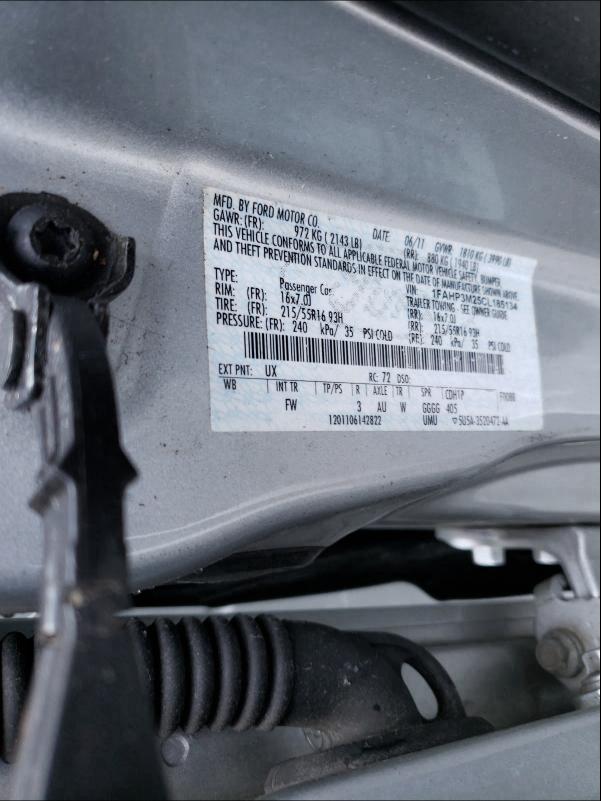 MFD. BY FORD MOTOR CO. DATE 06/11 GVWR 1810 KG (3990 LB)
GAWR: (FR): 972 KG (2143 LB) (RR): 880 KG (1940 LB)
THIS VEHICLE CONFORMS TO ALL APPLICABLE FEDERAL MOTOR VEHICLE SAFETY, BUMPER
AND THEFT PREVENTION STANDARDS IN EFFECT ON THE DATE OF MANUFACTURE SHOWN ABOVE.
VIN: 1FAHP3M25CL188134
TYPE: Passenger Car TRAILER TOWING - SEE OWNER GUIDE
RIM: (FR): 16x7.0J (RR): 16x7.0J
TIRE: (FR): 215/55R16 93H (RR): 215/55R16 93H
PRESSURE: (FR): 240 kPa/ 35 PSI COLD (RR): 240 kPa/ 35 PSI COLD
EXT PNT: UX RC: 72 DSO:
WB INT TR TP/PS R AXLE TR SPR
FW 3 AU W GGGG 405
1201106142822 UMU ▽ 5U5A-3520472-AA